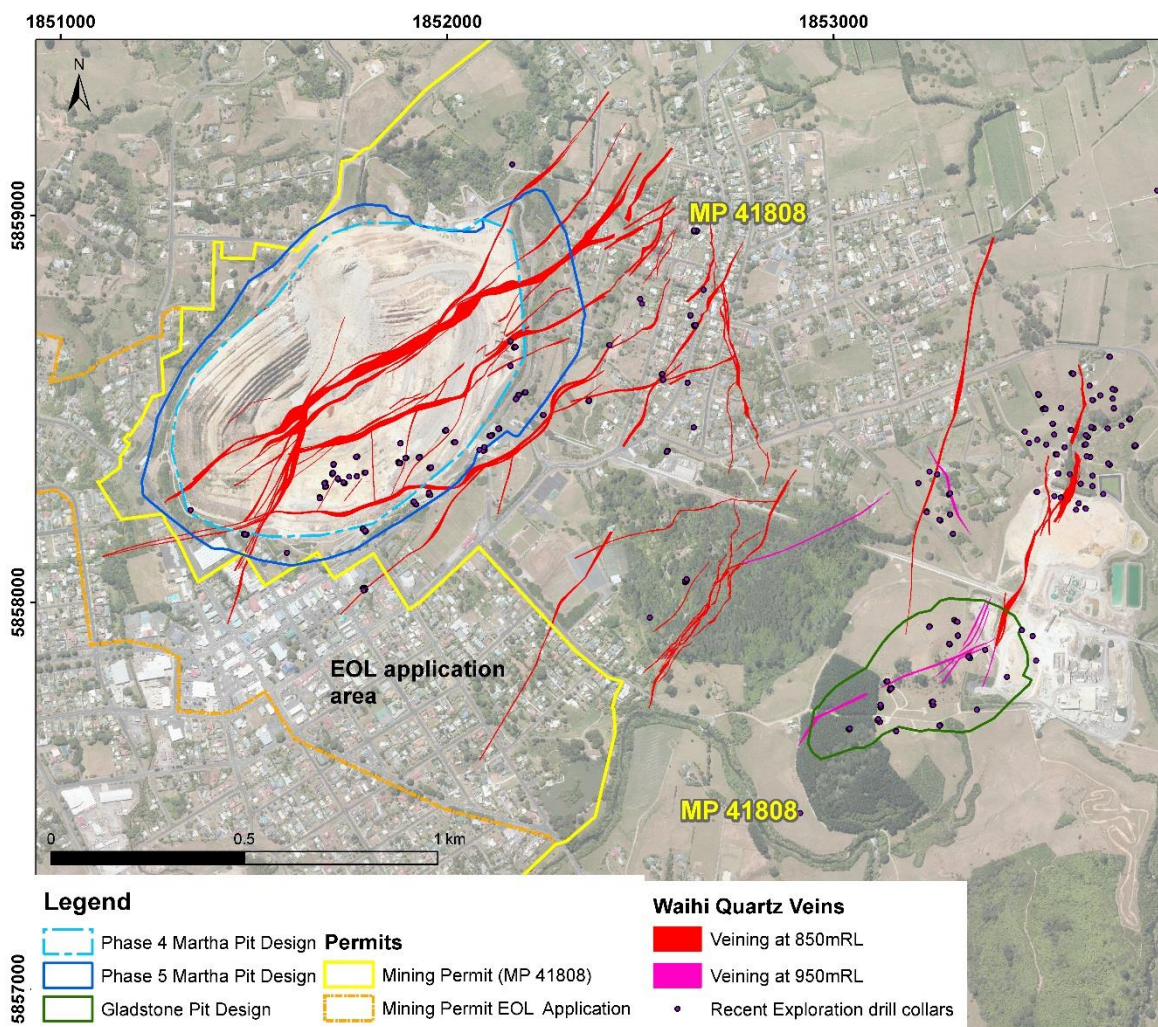 1851000
1852000
1853000
N
5859000
MP 41808
5858000
EOL application
area
MP 41808
0
0.5
1 km
5857000
Legend
Phase 4 Martha Pit Design
Phase 5 Martha Pit Design
Gladstone Pit Design
Permits
Mining Permit (MP 41808)
Mining Permit EOL Application
Waihi Quartz Veins
Veining at 850mRL
Veining at 950mRL
Recent Exploration drill collars